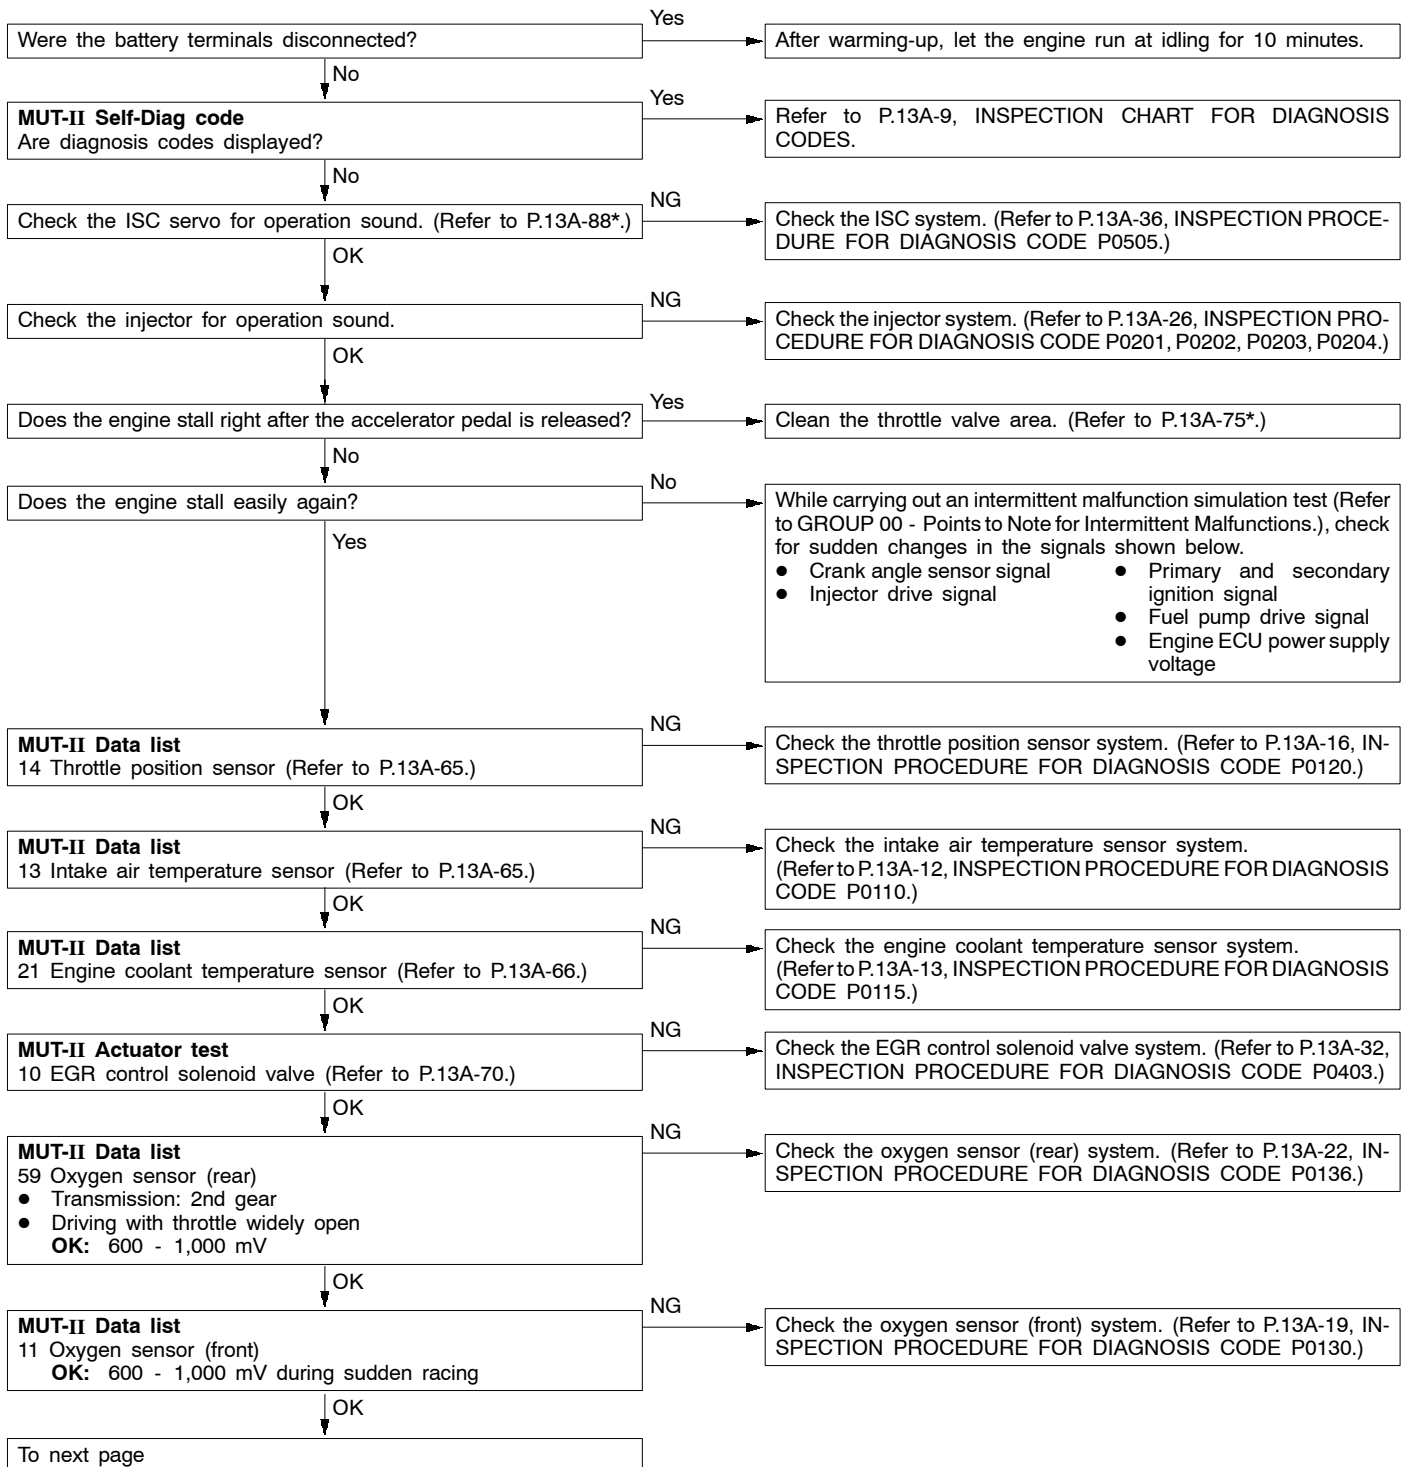 Yes
Were the battery terminals disconnected?
After warming-up, let the engine run at idling for 10 minutes.
No
MUT-II Self-Diag code
Are diagnosis codes displayed?
Yes
Refer to P.13A-9, INSPECTION CHART FOR DIAGNOSIS
CODES.
No
Check the ISC servo for operation sound. (Refer to P.13A-88*.)
NG
Check the ISC system. (Refer to P.13A-36, INSPECTION PROCE-
DURE FOR DIAGNOSIS CODE P0505.)
OK
Check the injector for operation sound.
NG
Check the injector system. (Refer to P.13A-26, INSPECTION PRO-
CEDURE FOR DIAGNOSIS CODE P0201, P0202, P0203, P0204.)
OK
Does the engine stall right after the accelerator pedal is released?
Yes
Clean the throttle valve area. (Refer to P.13A-75*.)
No
Does the engine stall easily again?
No
While carrying out an intermittent malfunction simulation test (Refer
to GROUP 00 - Points to Note for Intermittent Malfunctions.), check
for sudden changes in the signals shown below.
● Crank angle sensor signal
● Injector drive signal
● Primary and secondary
ignition signal
● Fuel pump drive signal
● Engine ECU power supply
voltage
Yes
MUT-II Data list
14 Throttle position sensor (Refer to P.13A-65.)
NG
Check the throttle position sensor system. (Refer to P.13A-16, IN-
SPECTION PROCEDURE FOR DIAGNOSIS CODE P0120.)
OK
MUT-II Data list
13 Intake air temperature sensor (Refer to P.13A-65.)
NG
Check the intake air temperature sensor system.
(Refer to P.13A-12, INSPECTION PROCEDURE FOR DIAGNOSIS
CODE P0110.)
OK
MUT-II Data list
21 Engine coolant temperature sensor (Refer to P.13A-66.)
NG
Check the engine coolant temperature sensor system.
(Refer to P.13A-13, INSPECTION PROCEDURE FOR DIAGNOSIS
CODE P0115.)
OK
MUT-II Actuator test
10 EGR control solenoid valve (Refer to P.13A-70.)
NG
Check the EGR control solenoid valve system. (Refer to P.13A-32,
INSPECTION PROCEDURE FOR DIAGNOSIS CODE P0403.)
OK
MUT-II Data list
59 Oxygen sensor (rear)
● Transmission: 2nd gear
● Driving with throttle widely open
OK: 600 - 1,000 mV
NG
Check the oxygen sensor (rear) system. (Refer to P.13A-22, IN-
SPECTION PROCEDURE FOR DIAGNOSIS CODE P0136.)
OK
MUT-II Data list
11 Oxygen sensor (front)
OK: 600 - 1,000 mV during sudden racing
NG
Check the oxygen sensor (front) system. (Refer to P.13A-19, IN-
SPECTION PROCEDURE FOR DIAGNOSIS CODE P0130.)
OK
To next page